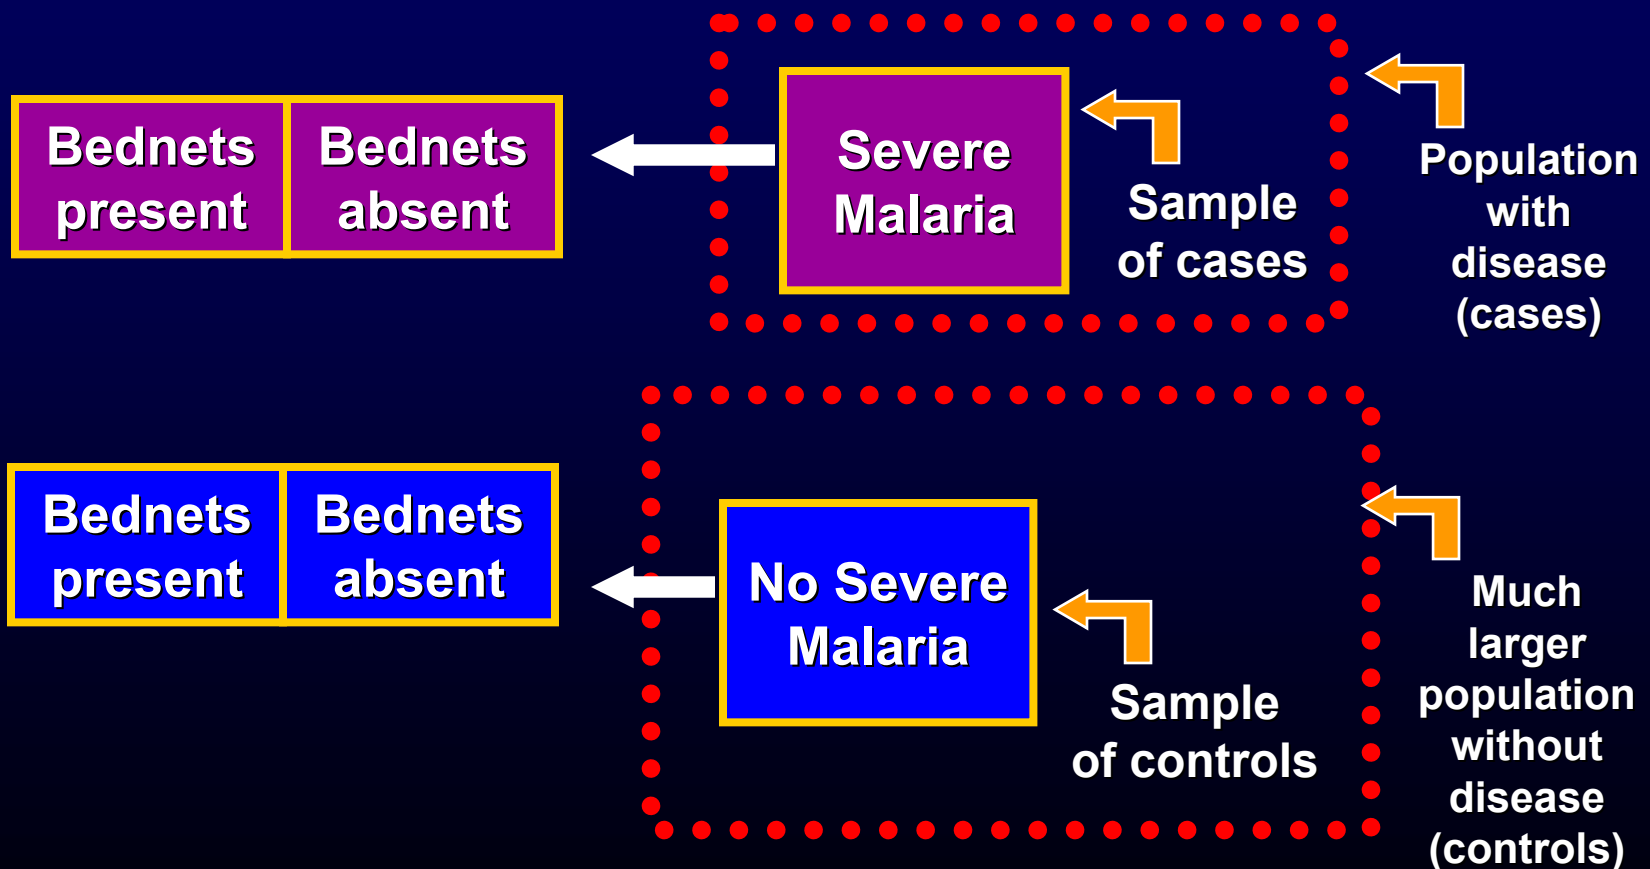 Bednets
present
Bednets
absent
Severe
Malaria
Sample
of cases
Population
with
disease
(cases)
Bednets
present
Bednets
absent
No Severe
Malaria
Sample
of controls
Much
larger
population
without
disease
(controls)